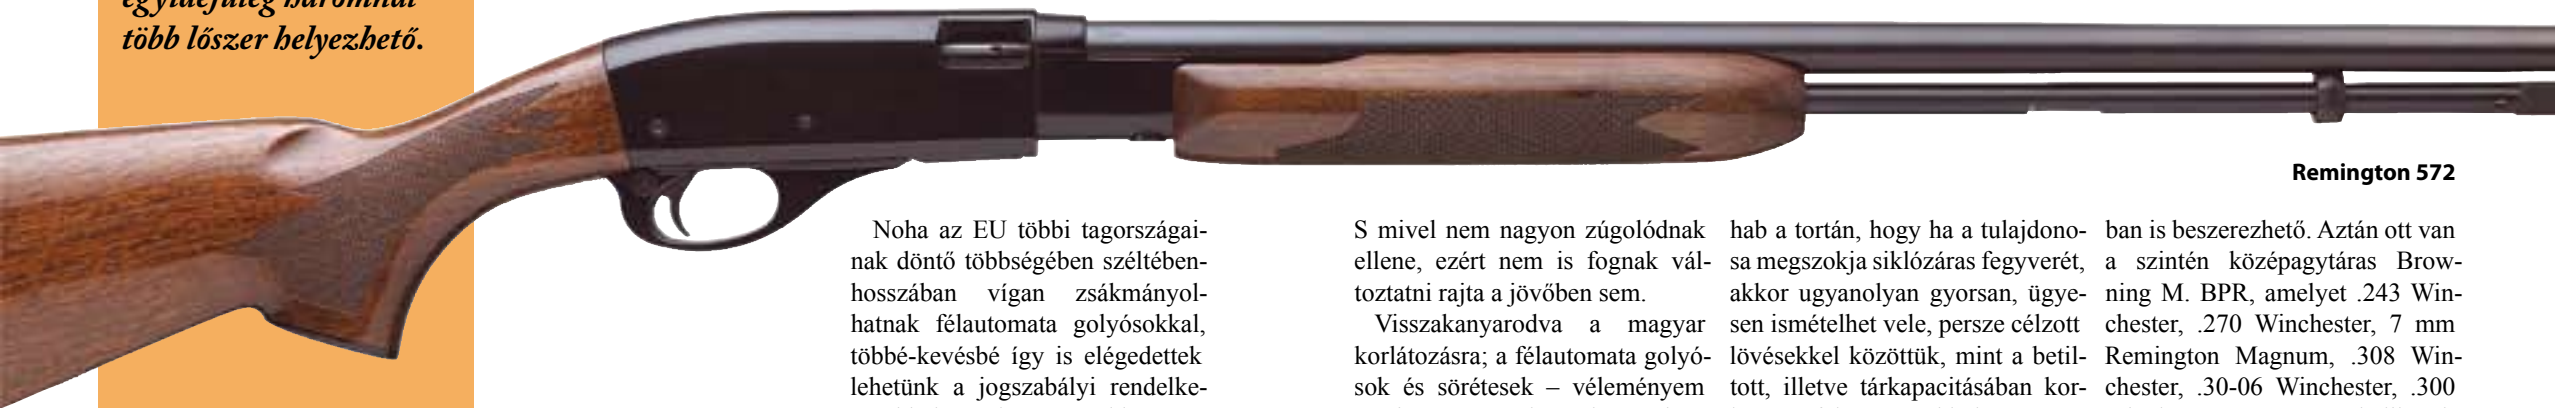 egyidejűleg háromnál
több lőszer helyezhető.
Remington 572
Noha az EU többi tagországai-
nak döntő többségében széltében-
hosszában vígan zsákmányol-
hatnak félautomata golyósokkal,
többé-kevésbé így is elégedettek
lehetünk a jogszabályi rendelke-
S mivel nem nagyon zúgolódnak
ellene, ezért nem is fognak vál-
toztatni rajta a jövőben sem.
Visszakanyarodva a magyar
korlátozásra; a félautomata golyó-
sok és sörétesek – véleményem
hab a tortán, hogy ha a tulajdono-
sa megszokja siklózáras fegyverét,
akkor ugyanolyan gyorsan, ügye-
sen ismételhet vele, persze célzott
lövésekkel közöttük, mint a betil-
tott, illetve tárkapacitásában kor-
ban is beszerezhető. Aztán ott van
a szintén középagytáras Brow-
ning M. BPR, amelyet .243 Win-
chester, .270 Winchester, 7 mm
Remington Magnum, .308 Win-
chester, .30-06 Winchester, .300